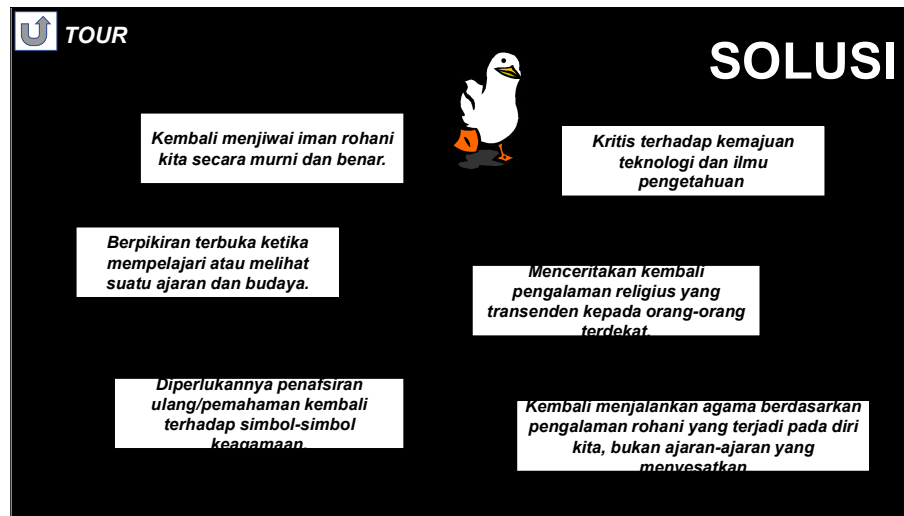 TOUR
SOLUSI
Kembali menjiwai iman rohani
kita secara murni dan benar.
Kritis terhadap kemajuan
teknologi dan ilmu
pengetahuan
Berpikiran terbuka ketika
mempelajari atau melihat
suatu ajaran dan budaya.
Menceritakan kembali
pengalaman religius yang
transenden kepada orang-orang
terdekat.
Diperlukannya penafsiran
ulang/pemahaman kembali
terhadap simbol-simbol
keagamaan.
Kembali menjalankan agama berdasarkan
pengalaman rohani yang terjadi pada diri
kita, bukan ajaran-ajaran yang
menyesatkan